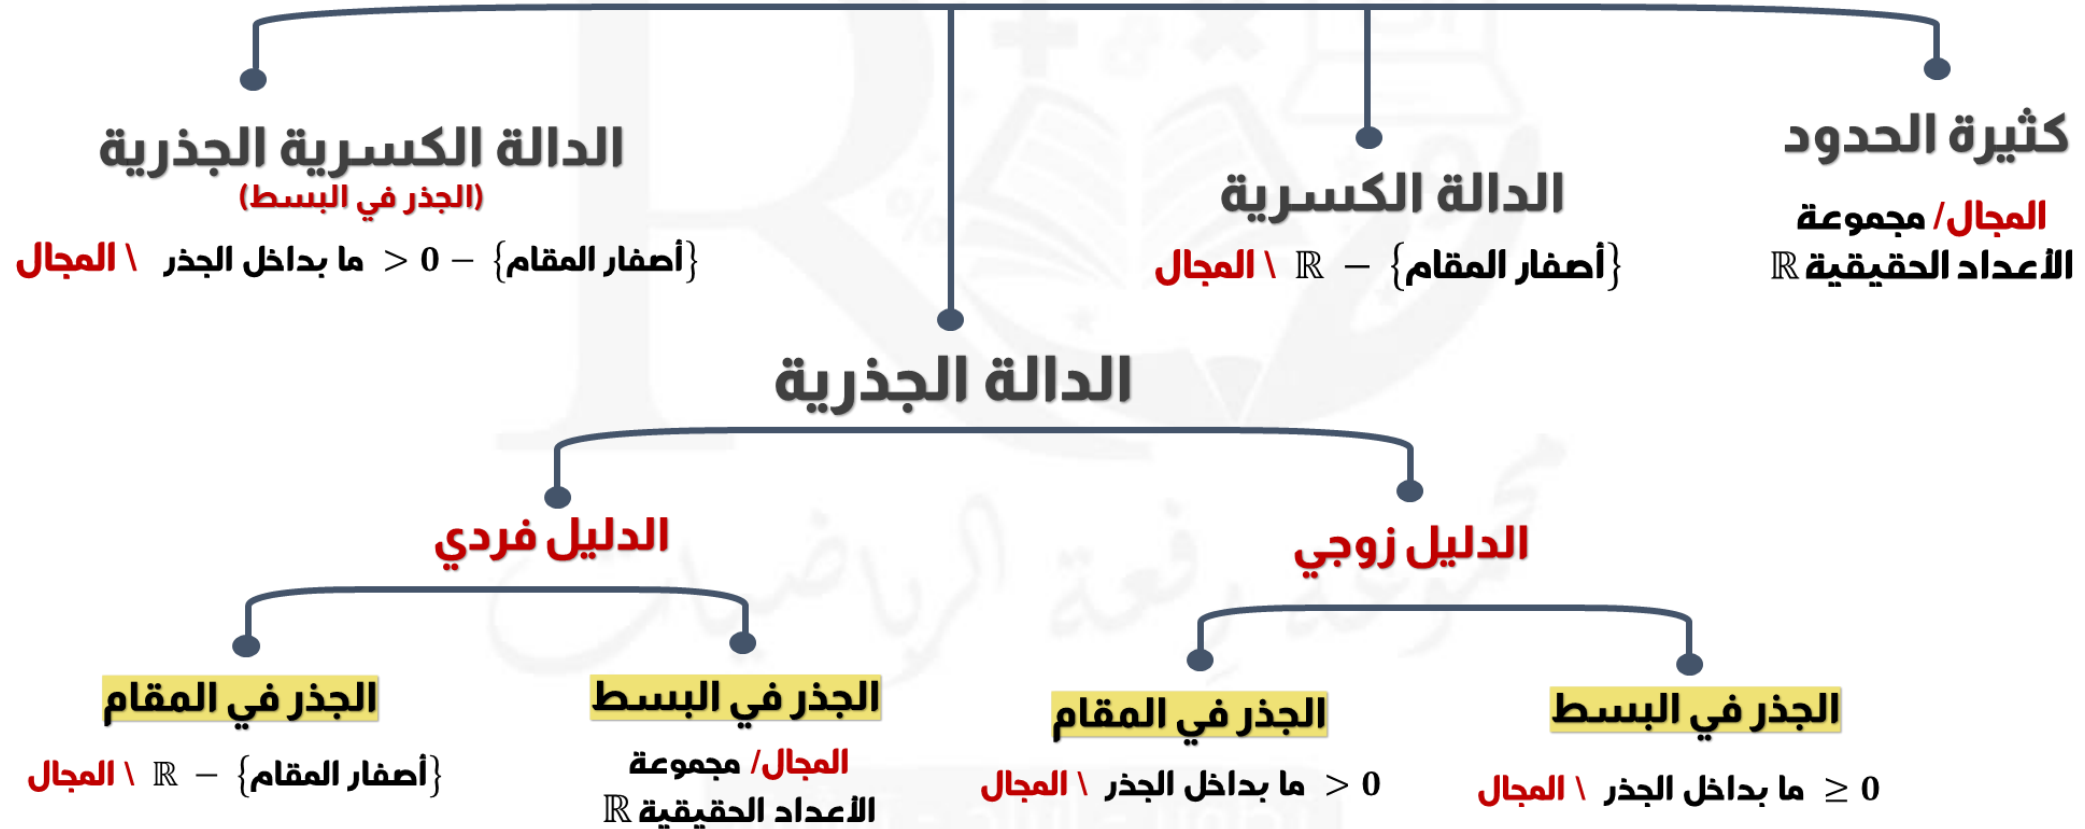 كثيرة الحدود
المجال/ مجموعة
الأعداد الحقيقية ℝ
الدالة الكسرية
المجال \ ℝ − {أصفار المقام}
الدالة الكسرية الجذرية
(الجذر في البسط)
المجال \ ما بداخل الجذر > 0 − {أصفار المقام}
الدالة الجذرية
الدليل زوجي
الجذر في البسط
المجال \ ما بداخل الجذر ≥ 0
الجذر في المقام
المجال \ ما بداخل الجذر > 0
الدليل فردي
الجذر في البسط
المجال/ مجموعة
الأعداد الحقيقية ℝ
الجذر في المقام
المجال \ ℝ − {أصفار المقام}
مجموعة رفعة الرياضيات